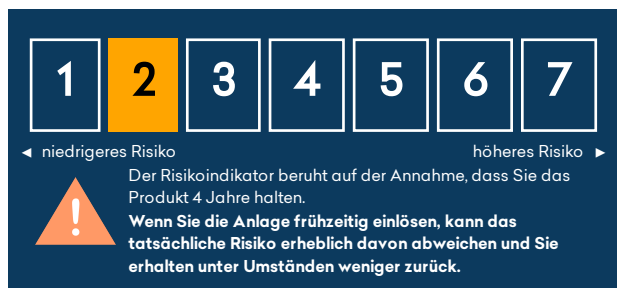 1 2 3 4 5 6 7
◄ niedrigeres Risiko höheres Risiko ►
Der Risikoindikator beruht auf der Annahme, dass Sie das
Produkt 4 Jahre halten.
Wenn Sie die Anlage frühzeitig einlösen, kann das
tatsächliche Risiko erheblich davon abweichen und Sie
erhalten unter Umständen weniger zurück.